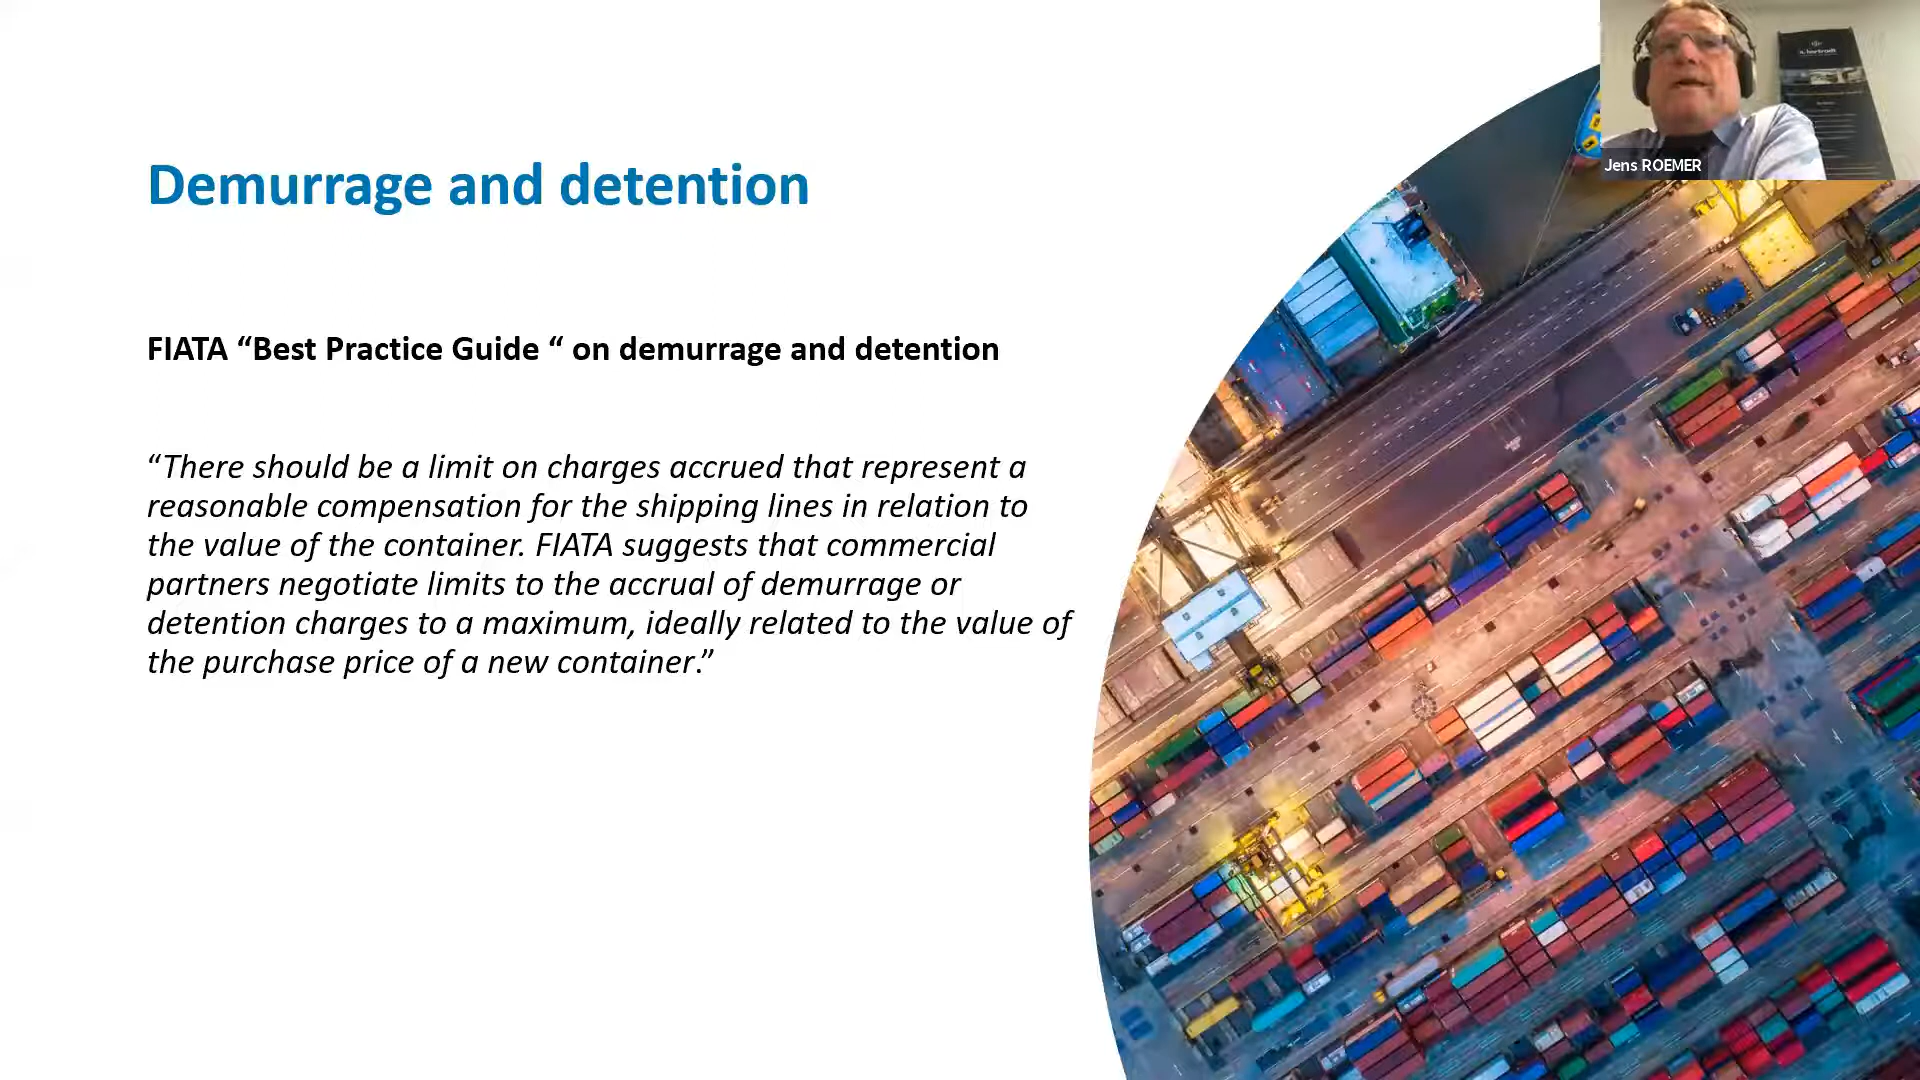 Jens ROEMER
Demurrage and detention
FIATA “Best Practice Guide “ on demurrage and detention
“There should be a limit on charges accrued that represent a
reasonable compensation for the shipping lines in relation to
the value of the container. FIATA suggests that commercial
partners negotiate limits to the accrual of demurrage or
detention charges to a maximum, ideally related to the value of
the purchase price of a new container.”